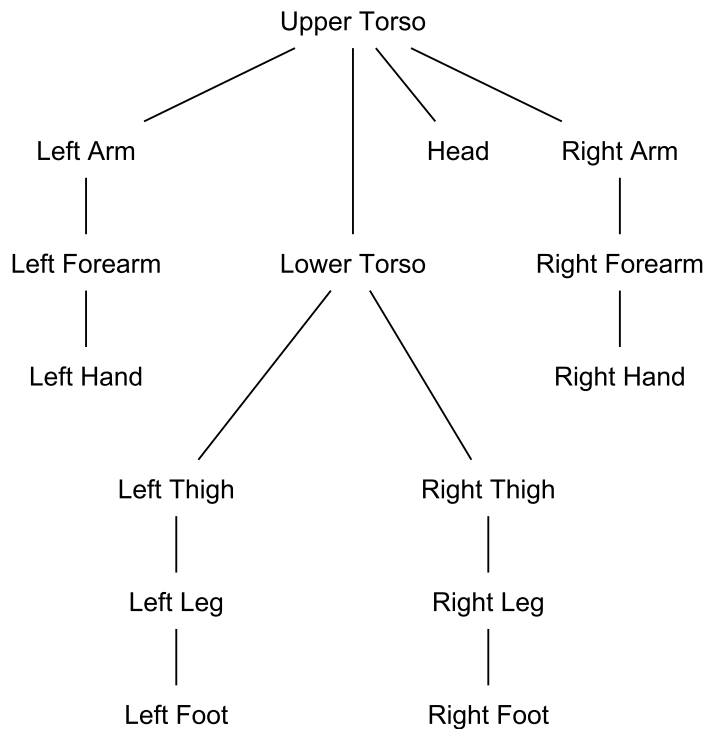 Upper Torso
Left Arm
Head
Right Arm
Left Forearm
Lower Torso
Right Forearm
Left Hand
Right Hand
Left Thigh
Right Thigh
Left Leg
Right Leg
Left Foot
Right Foot